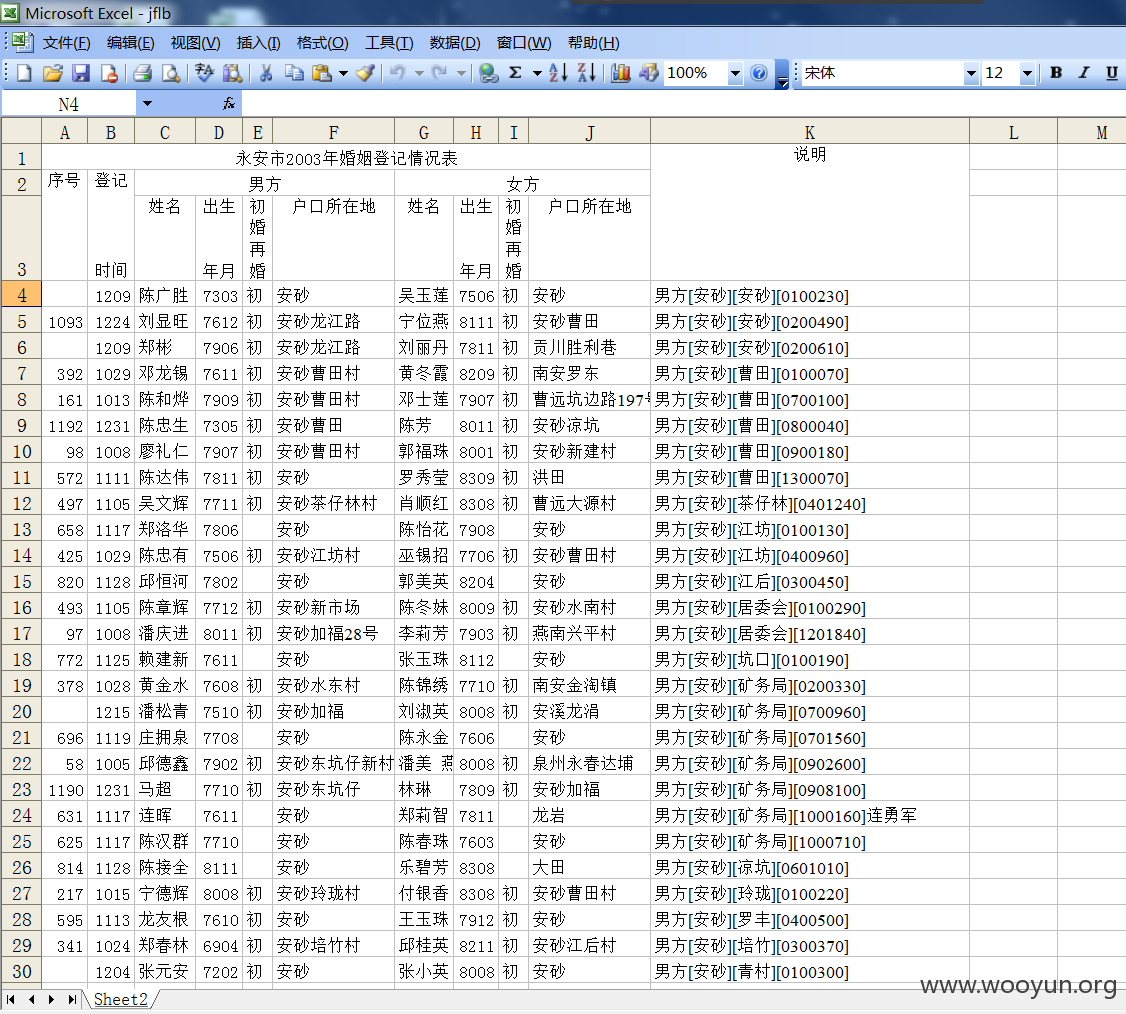 Microsoft Excel - jflb
文件(F) 编辑(E) 视图(V) 插入(I) 格式(O) 工具(T) 数据(D) 窗口(W) 帮助(H)
100% 宋体 12 B I U
N4 fx
A B C D E F G H I J K L M
1 永安市2003年婚姻登记情况表 说明
2 序号 登记 男方 女方
3 时间 姓名 出生年月 初婚再婚 户口所在地 姓名 出生年月 初婚再婚 户口所在地
4 1209 陈广胜 7303 初 安砂 吴玉莲 7506 初 安砂 男方[安砂][安砂][0100230]
5 1093 1224 刘显旺 7612 初 安砂龙江路 宁位燕 8111 初 安砂曹田 男方[安砂][安砂][0200490]
6 1209 郑彬 7906 初 安砂龙江路 刘丽丹 7811 初 贡川胜利巷 男方[安砂][安砂][0200610]
7 392 1029 邓龙锡 7611 初 安砂曹田村 黄冬霞 8209 初 南安罗东 男方[安砂][曹田][0100070]
8 161 1013 陈和烨 7909 初 安砂曹田村 邓士莲 7907 初 曹远坑边路197号 男方[安砂][曹田][0700100]
9 1192 1231 陈忠生 7305 初 安砂曹田 陈芳 8011 初 安砂凉坑 男方[安砂][曹田][0800040]
10 98 1008 廖礼仁 7907 初 安砂曹田村 郭福珠 8001 初 安砂新建村 男方[安砂][曹田][0900180]
11 572 1111 陈达伟 7811 初 安砂 罗秀莹 8309 初 洪田 男方[安砂][曹田][1300070]
12 497 1105 吴文辉 7711 初 安砂茶仔林村 肖顺红 8308 初 曹远大源村 男方[安砂][茶仔林][0401240]
13 658 1117 郑洛华 7806 安砂 陈怡花 7908 安砂 男方[安砂][江坊][0100130]
14 425 1029 陈忠有 7506 初 安砂江坊村 巫锡招 7706 初 安砂曹田村 男方[安砂][江坊][0400960]
15 820 1128 邱恒河 7802 安砂 郭美英 8204 安砂 男方[安砂][江后][0300450]
16 493 1105 陈章辉 7712 初 安砂新市场 陈冬妹 8009 初 安砂水南村 男方[安砂][居委会][0100290]
17 97 1008 潘庆进 8011 初 安砂加福28号 李莉芳 7903 初 燕南兴平村 男方[安砂][居委会][1201840]
18 772 1125 赖建新 7611 安砂 张玉珠 8112 安砂 男方[安砂][坑口][0100190]
19 378 1028 黄金水 7608 初 安砂水东村 陈锦绣 7710 初 南安金淘镇 男方[安砂][矿务局][0200330]
20 1215 潘松青 7510 初 安砂加福 刘淑英 8008 初 安溪龙涓 男方[安砂][矿务局][0700960]
21 696 1119 庄拥泉 7708 安砂 陈永金 7606 安砂 男方[安砂][矿务局][0701560]
22 58 1005 邱德鑫 7902 初 安砂东坑仔新村 潘美 8008 初 泉州永春达埔 男方[安砂][矿务局][0902600]
23 1190 1231 马超 7710 初 安砂东坑仔 林琳 7809 初 安砂加福 男方[安砂][矿务局][0908100]
24 631 1117 连晖 7611 安砂 郑莉智 7811 龙岩 男方[安砂][矿务局][1000160]连勇军
25 625 1117 陈汉群 7710 安砂 陈春珠 7603 安砂 男方[安砂][矿务局][1000710]
26 814 1128 陈接全 8111 安砂 乐碧芳 8308 大田 男方[安砂][凉坑][0601010]
27 217 1015 宁德辉 8008 初 安砂玲珑村 付银香 8308 初 安砂曹田村 男方[安砂][玲珑][0100220]
28 595 1113 龙友根 7610 初 安砂 王玉珠 7912 初 安砂 男方[安砂][罗丰][0400500]
29 341 1024 郑春林 6904 初 安砂培竹村 邱桂英 8211 初 安砂江后村 男方[安砂][培竹][0300370]
30 1204 张元安 7202 初 安砂 张小英 8008 初 安砂 男方[安砂][青村][0100300]
Sheet2
www.wooyun.org